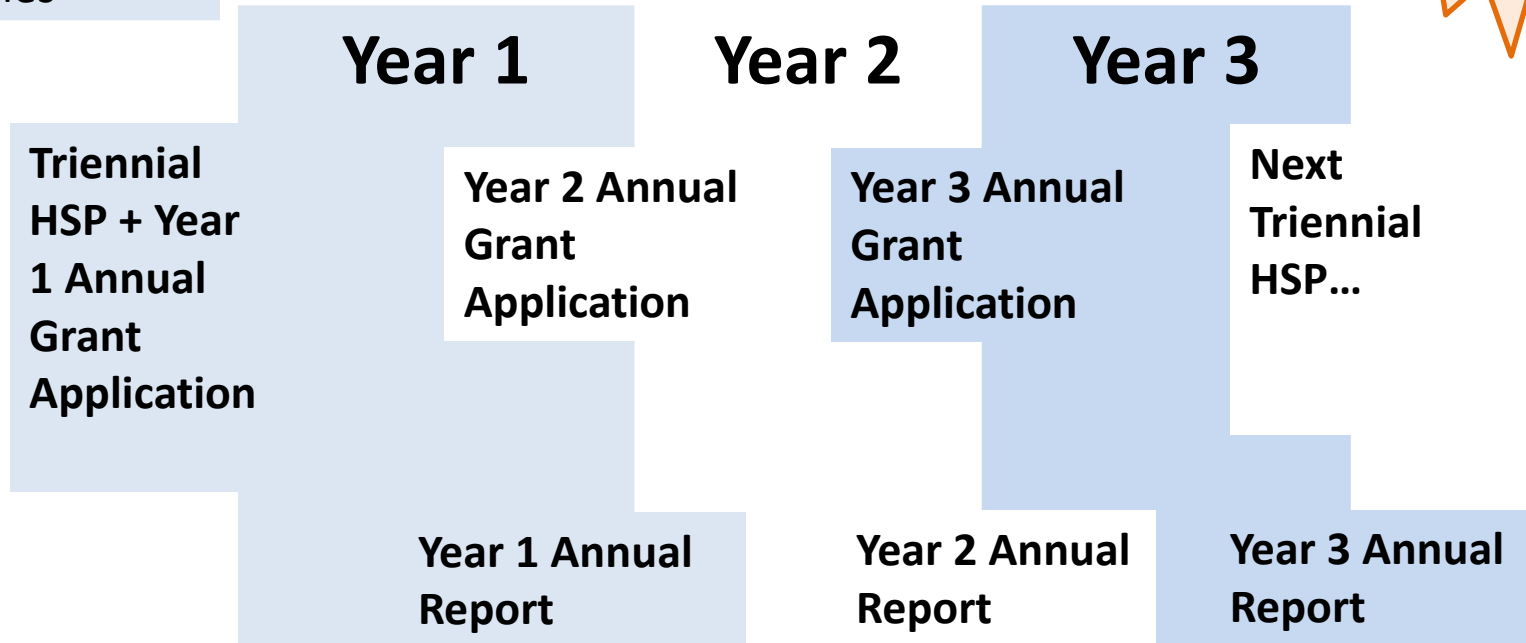 Year 1
Year 2
Year 3
Triennial
HSP + Year
1 Annual
Grant
Application
Year 2 Annual
Grant
Application
Year 3 Annual
Grant
Application
Next
Triennial
HSP…
Year 1 Annual
Report
Year 2 Annual
Report
Year 3 Annual
Report